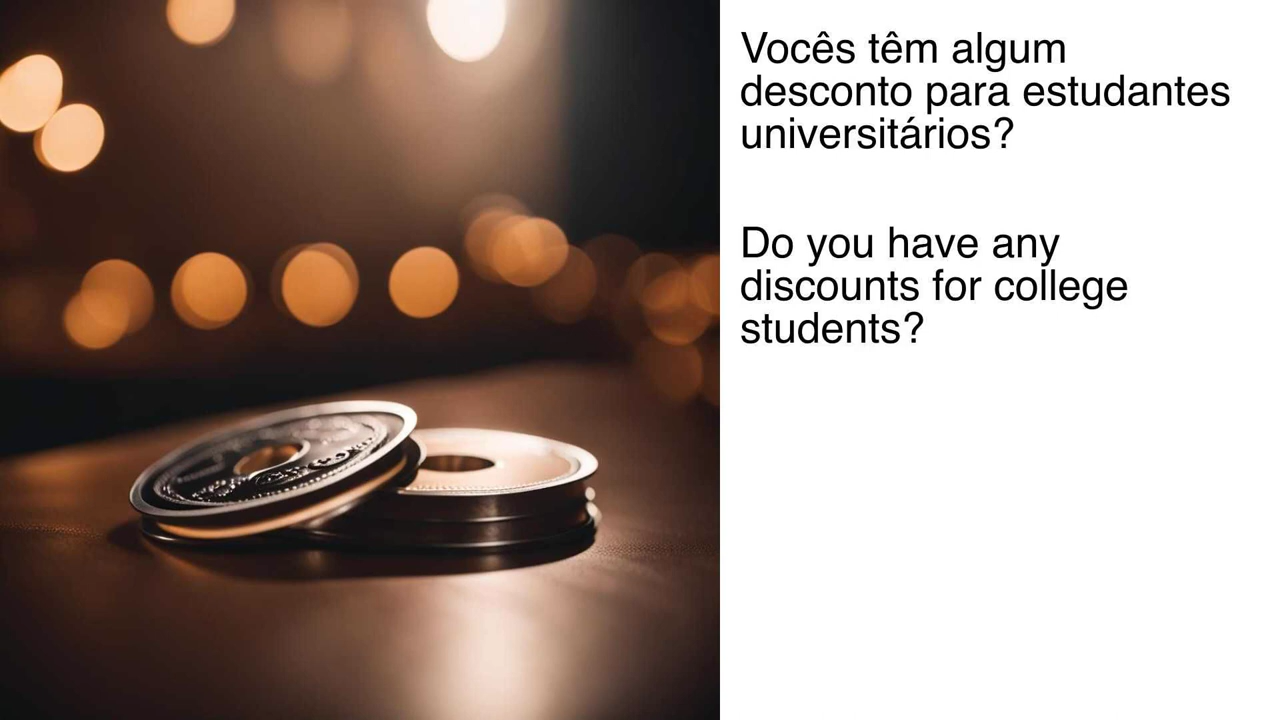 Vocês têm algum
desconto para estudantes
universitários?
Do you have any
discounts for college
students?